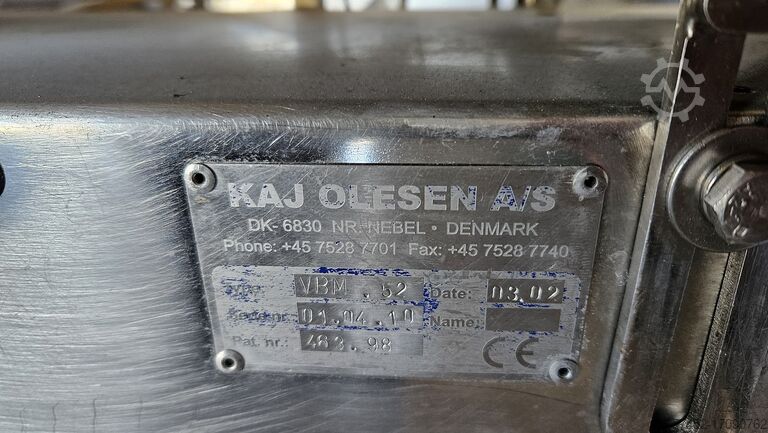 KAJ OLESEN A/S
DK- 6830 NR. NEBEL · DENMARK
Phone: +45 7528 7701 Fax: +45 7528 7740
Type: VBM .52 Date: 03.02
01.04.10 Name:
Pat. nr.: 463.98 CE